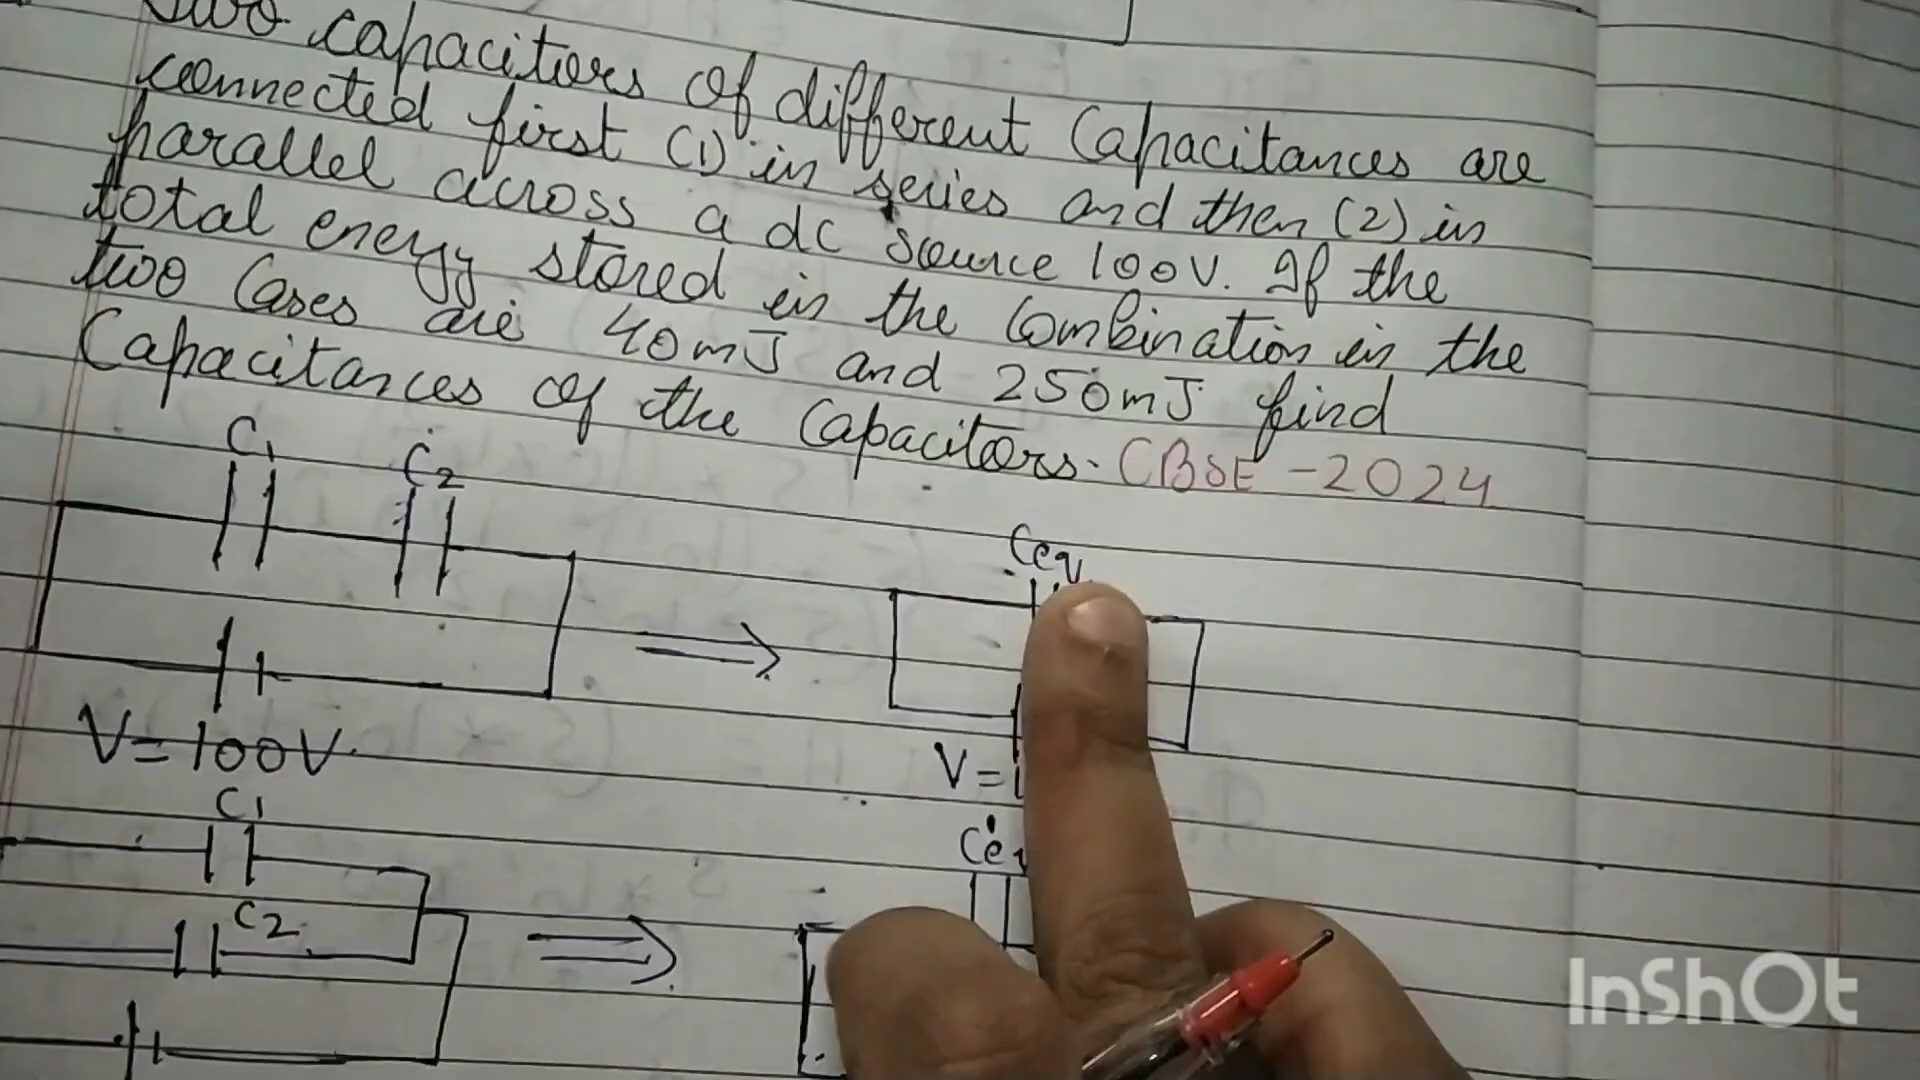 Two capacitors of different Capacitances are
connected first (1) in series and then (2) in
parallel across a dc source 100V. If the
total energy stored in the Combination in the
two Cases are 40mJ and 250mJ find
Capacitances of the Capacitors. CBSE - 2024
C1
C2
Ceq
V=100V
V=1
C1
C'e
C2
InShOt